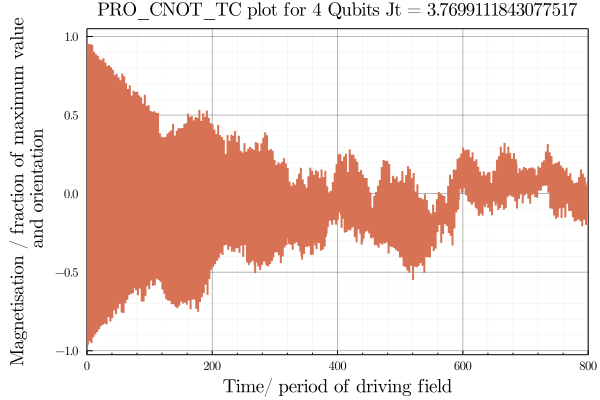 PRO_CNOT_TC plot for 4 Qubits Jt = 3.7699111843077517
Magnetisation / fraction of maximum value
and orientation
1.0
0.5
0.0
−0.5
−1.0
0 200 400 600 800
Time/ period of driving field